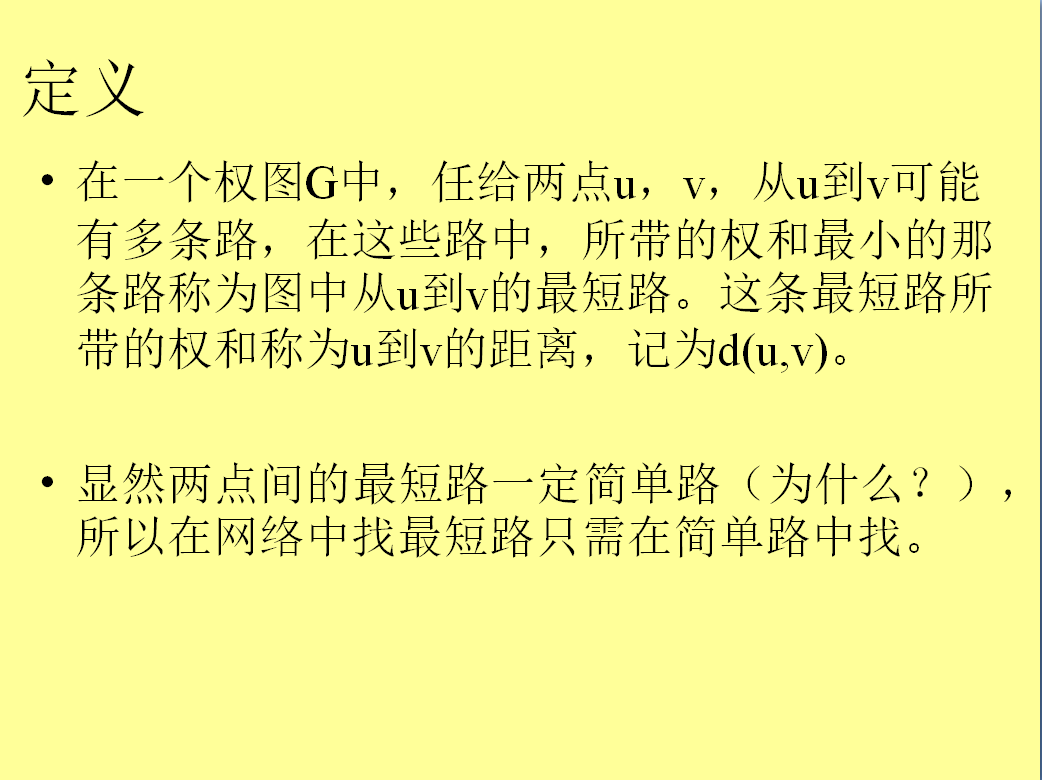 定义
• 在一个权图G中，任给两点u，v，从u到v可能
有多条路，在这些路中，所带的权和最小的那
条路称为图中从u到v的最短路。这条最短路所
带的权和称为u到v的距离，记为d(u,v)。
• 显然两点间的最短路一定简单路（为什么？），
所以在网络中找最短路只需在简单路中找。